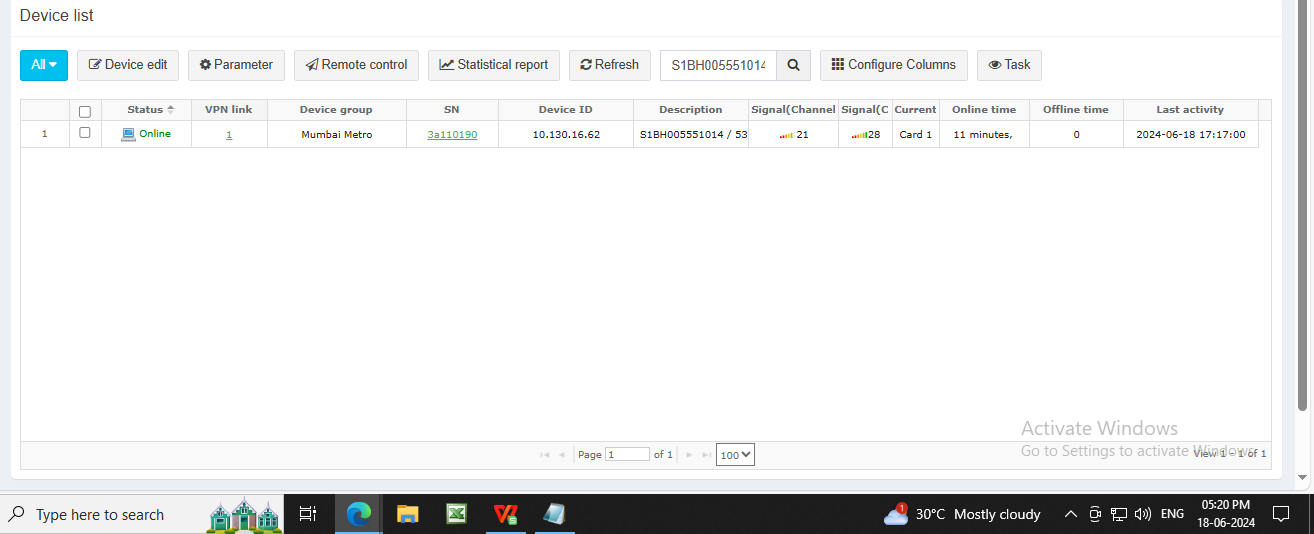 Device list
All Device edit Parameter Remote control Statistical report Refresh S1BH005551014 Configure Columns Task
Status VPN link Device group SN Device ID Description Signal(Channel Signal(C Current Online time Offline time Last activity
1 Online 1 Mumbai Metro 3a110190 10.130.16.62 S1BH005551014 / 53 21 28 Card 1 11 minutes, 0 2024-06-18 17:17:00
Activate Windows
Go to Settings to activate Windows.
Page 1 of 1 100 View 1 - 1 of 1
Type here to search 1 30°C Mostly cloudy ENG 05:20 PM
18-06-2024